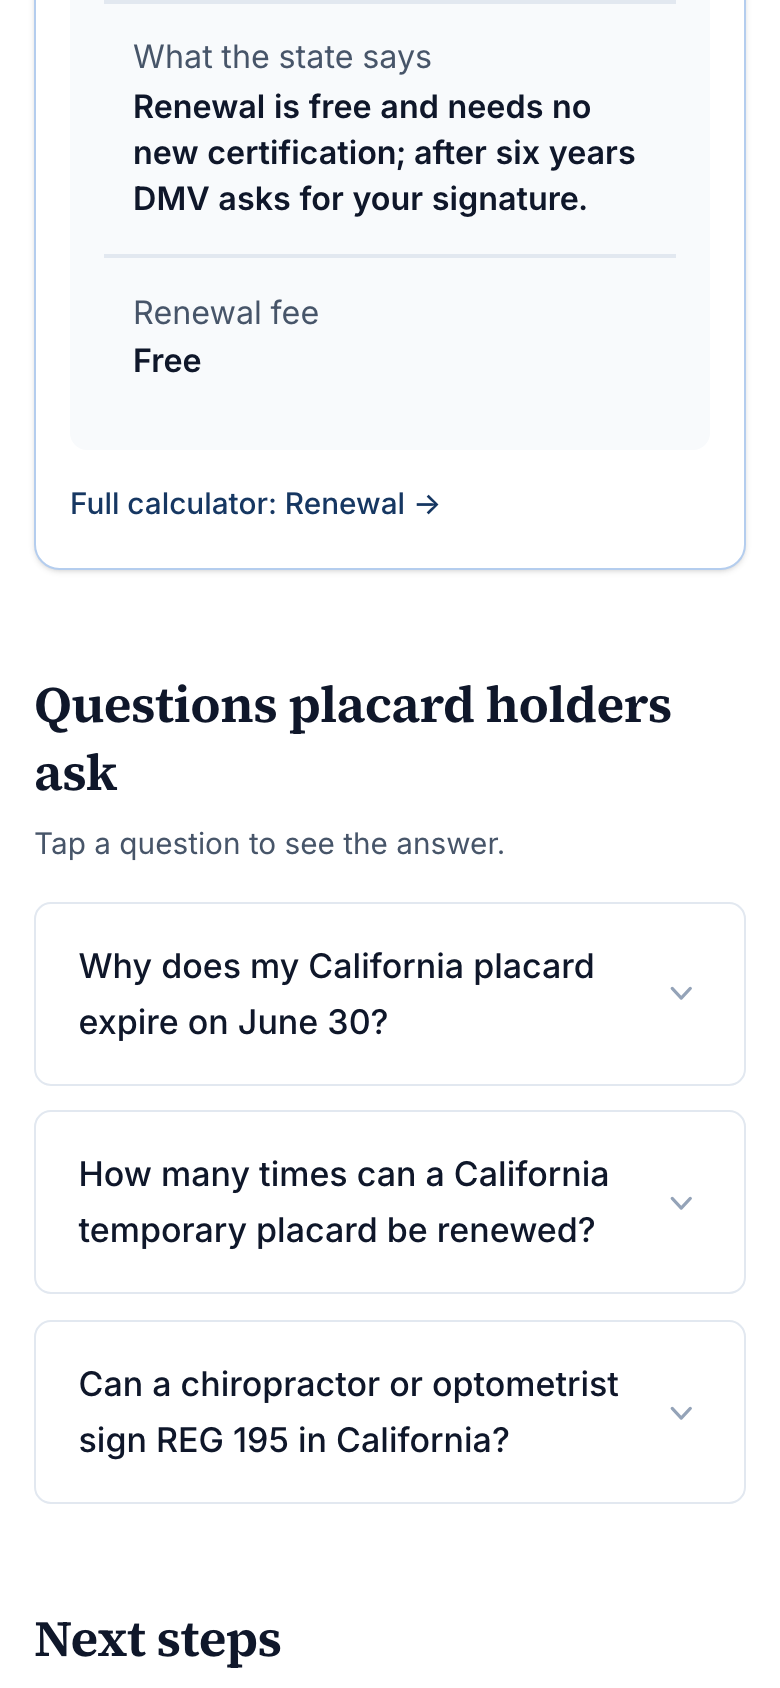 What the state says
Renewal is free and needs no
new certification; after six years
DMV asks for your signature.
Renewal fee
Free
Full calculator: Renewal →
Questions placard holders
ask
Tap a question to see the answer.
Why does my California placard
expire on June 30?
How many times can a California
temporary placard be renewed?
Can a chiropractor or optometrist
sign REG 195 in California?
Next steps